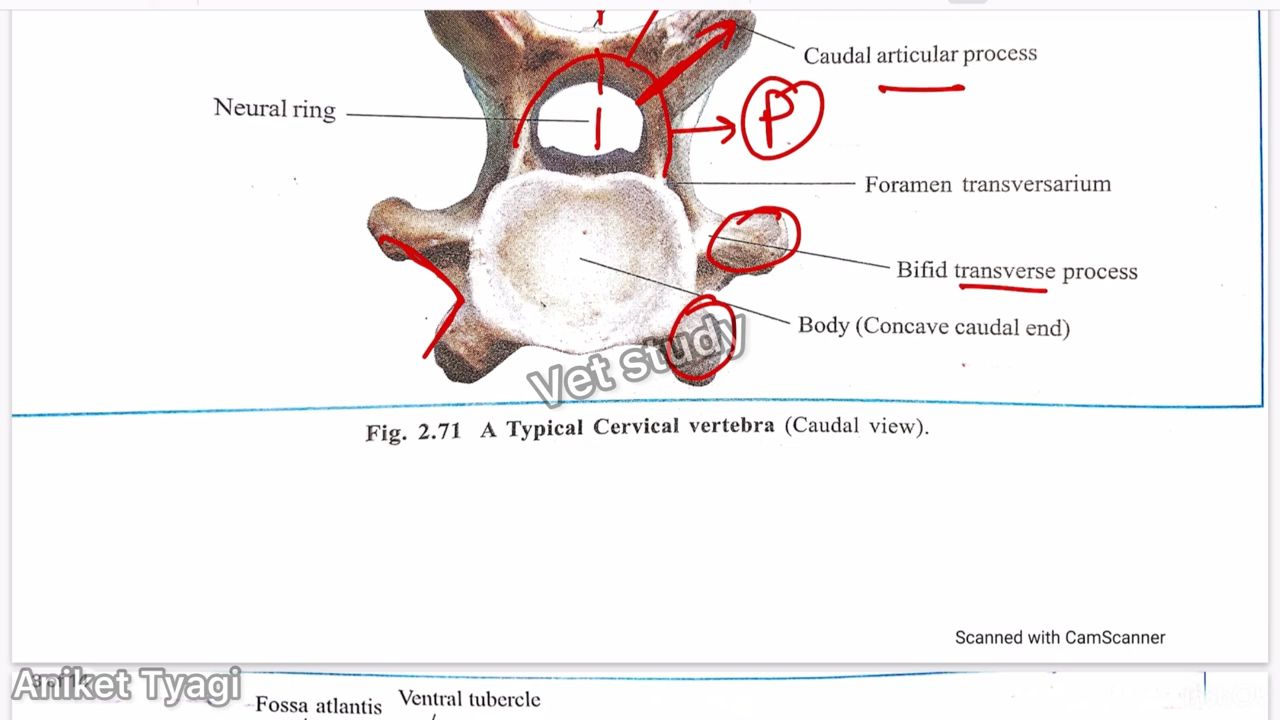 Caudal articular process
Neural ring
P
Foramen transversarium
Bifid transverse process
Body (Concave caudal end)
Vet study
Fig. 2.71 A Typical Cervical vertebra (Caudal view).
Scanned with CamScanner
Aniket Tyagi
Fossa atlantis
Ventral tubercle